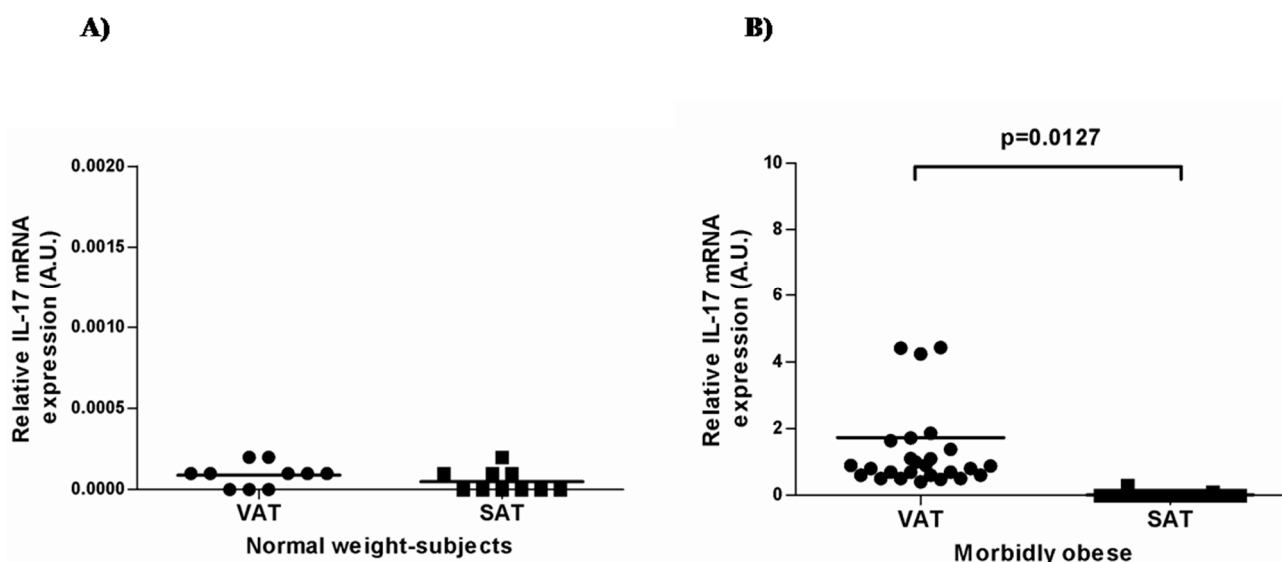 A)
B)
Relative IL-17 mRNA
expression (A.U.)
0.0020
0.0015
0.0010
0.0005
0.0000
VAT
SAT
Normal weight-subjects
p=0.0127
Relative IL-17 mRNA
expression (A.U.)
10
8
6
4
2
0
VAT
SAT
Morbidly obese